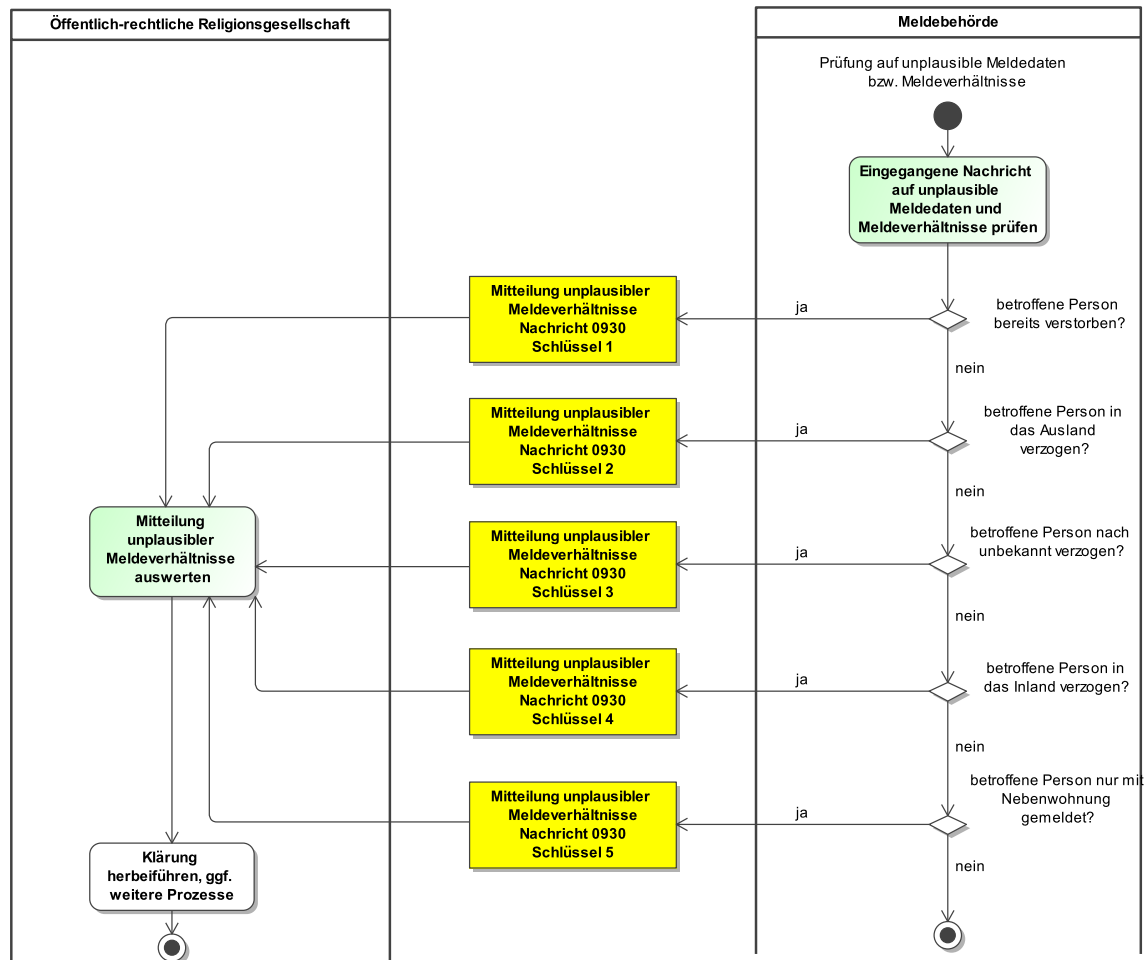 Öffentlich-rechtliche Religionsgesellschaft
Meldebehörde
Prüfung auf unplausible Meldedaten
bzw. Meldeverhältnisse
Eingegangene Nachricht
auf unplausible
Meldedaten und
Meldeverhältnisse prüfen
betroffene Person
bereits verstorben?
ja
Mitteilung unplausibler
Meldeverhältnisse
Nachricht 0930
Schlüssel 1
nein
betroffene Person in
das Ausland
verzogen?
ja
Mitteilung unplausibler
Meldeverhältnisse
Nachricht 0930
Schlüssel 2
nein
betroffene Person nach
unbekannt verzogen?
ja
Mitteilung unplausibler
Meldeverhältnisse
Nachricht 0930
Schlüssel 3
nein
betroffene Person in
das Inland verzogen?
ja
Mitteilung unplausibler
Meldeverhältnisse
Nachricht 0930
Schlüssel 4
nein
betroffene Person nur mit
Nebenwohnung
gemeldet?
ja
Mitteilung unplausibler
Meldeverhältnisse
Nachricht 0930
Schlüssel 5
nein
Mitteilung
unplausibler
Meldeverhältnisse
auswerten
Klärung
herbeiführen, ggf.
weitere Prozesse